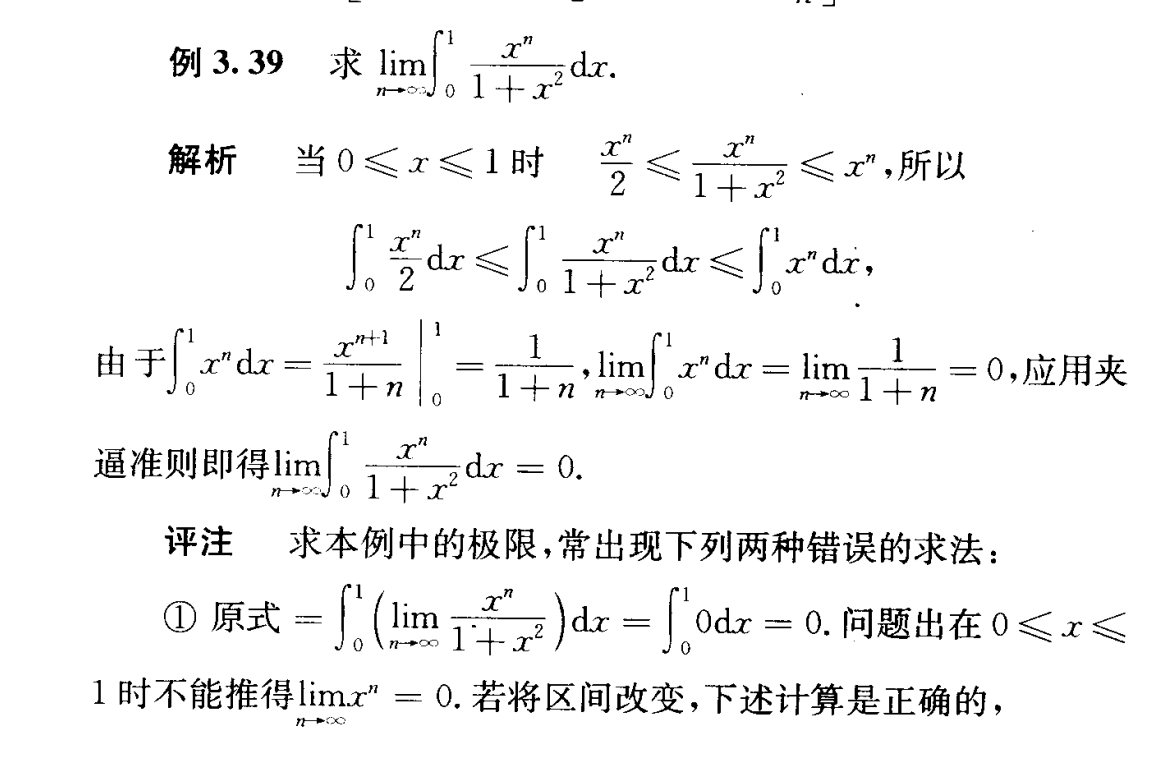 例 3.39 求 $\lim_{n\to\infty}\int_0^1 \frac{x^n}{1+x^2}\mathrm{d}x.$
解析 当 $0\leqslant x\leqslant 1$ 时 $\frac{x^n}{2}\leqslant \frac{x^n}{1+x^2}\leqslant x^n$,所以
$\int_0^1 \frac{x^n}{2}\mathrm{d}x\leqslant \int_0^1 \frac{x^n}{1+x^2}\mathrm{d}x\leqslant \int_0^1 x^n\mathrm{d}x,$
由于$\int_0^1 x^n\mathrm{d}x=\left.\frac{x^{n+1}}{1+n}\right|_0^1=\frac{1}{1+n},\lim_{n\to\infty}\int_0^1 x^n\mathrm{d}x=\lim_{n\to\infty}\frac{1}{1+n}=0$,应用夹
逼准则即得$\lim_{n\to\infty}\int_0^1 \frac{x^n}{1+x^2}\mathrm{d}x=0.$
评注 求本例中的极限,常出现下列两种错误的求法:
① 原式 $=\int_0^1\left(\lim_{n\to\infty}\frac{x^n}{1+x^2}\right)\mathrm{d}x=\int_0^1 0\mathrm{d}x=0.$ 问题出在 $0\leqslant x\leqslant$
1 时不能推得$\lim_{n\to\infty}x^n=0.$ 若将区间改变,下述计算是正确的,